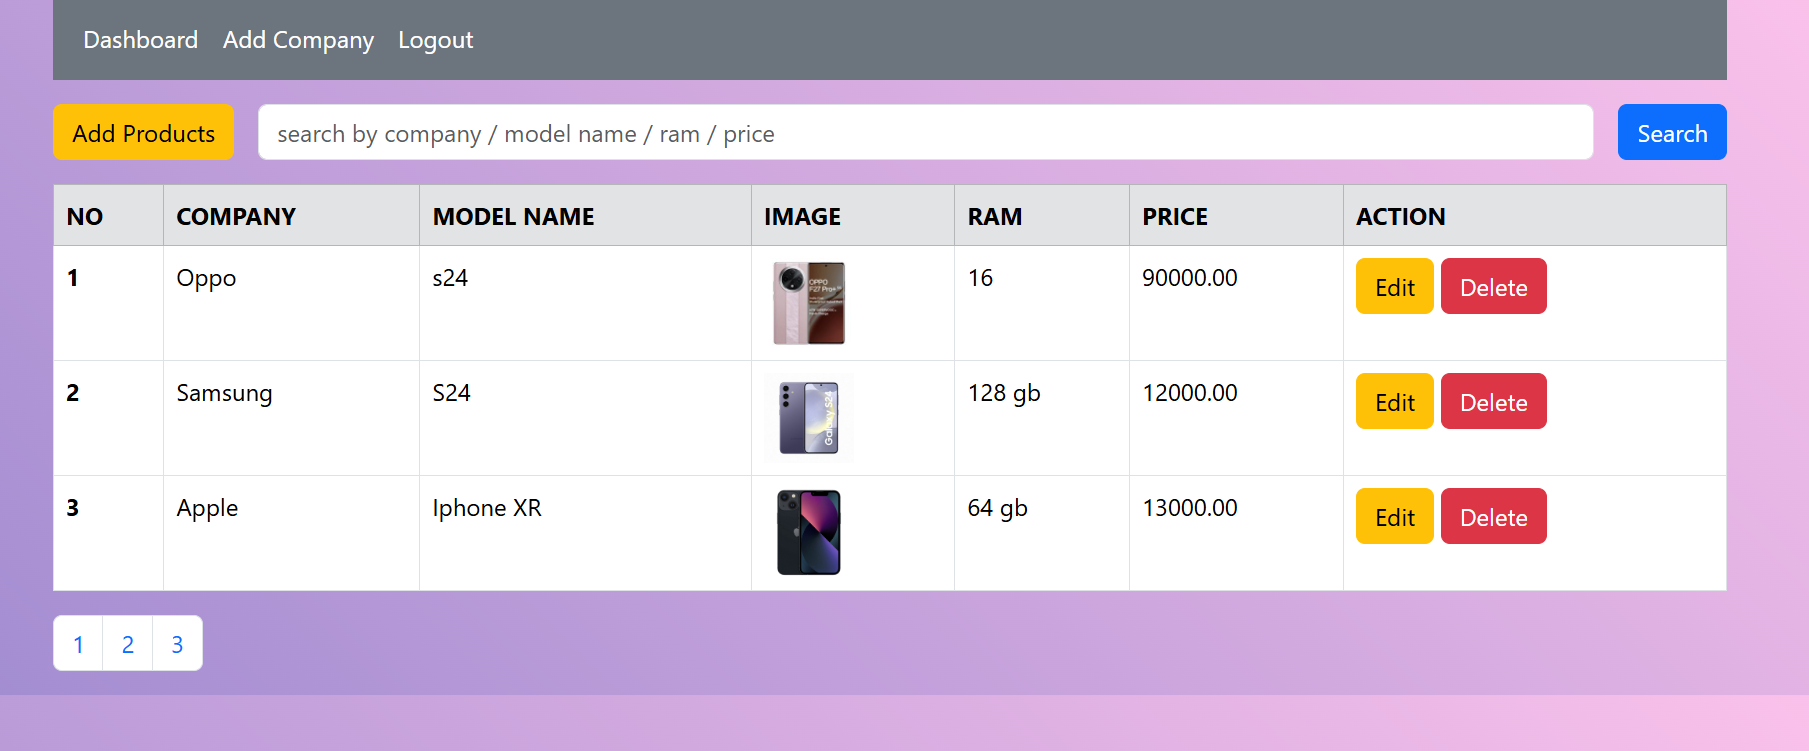 Dashboard Add Company Logout
Add Products search by company / model name / ram / price Search
NO COMPANY MODEL NAME IMAGE RAM PRICE ACTION
1 Oppo s24 16 90000.00 Edit Delete
OPPO
F27 Pro+
2 Samsung S24 128 gb 12000.00 Edit Delete
Galaxy S24
3 Apple Iphone XR 64 gb 13000.00 Edit Delete
1 2 3